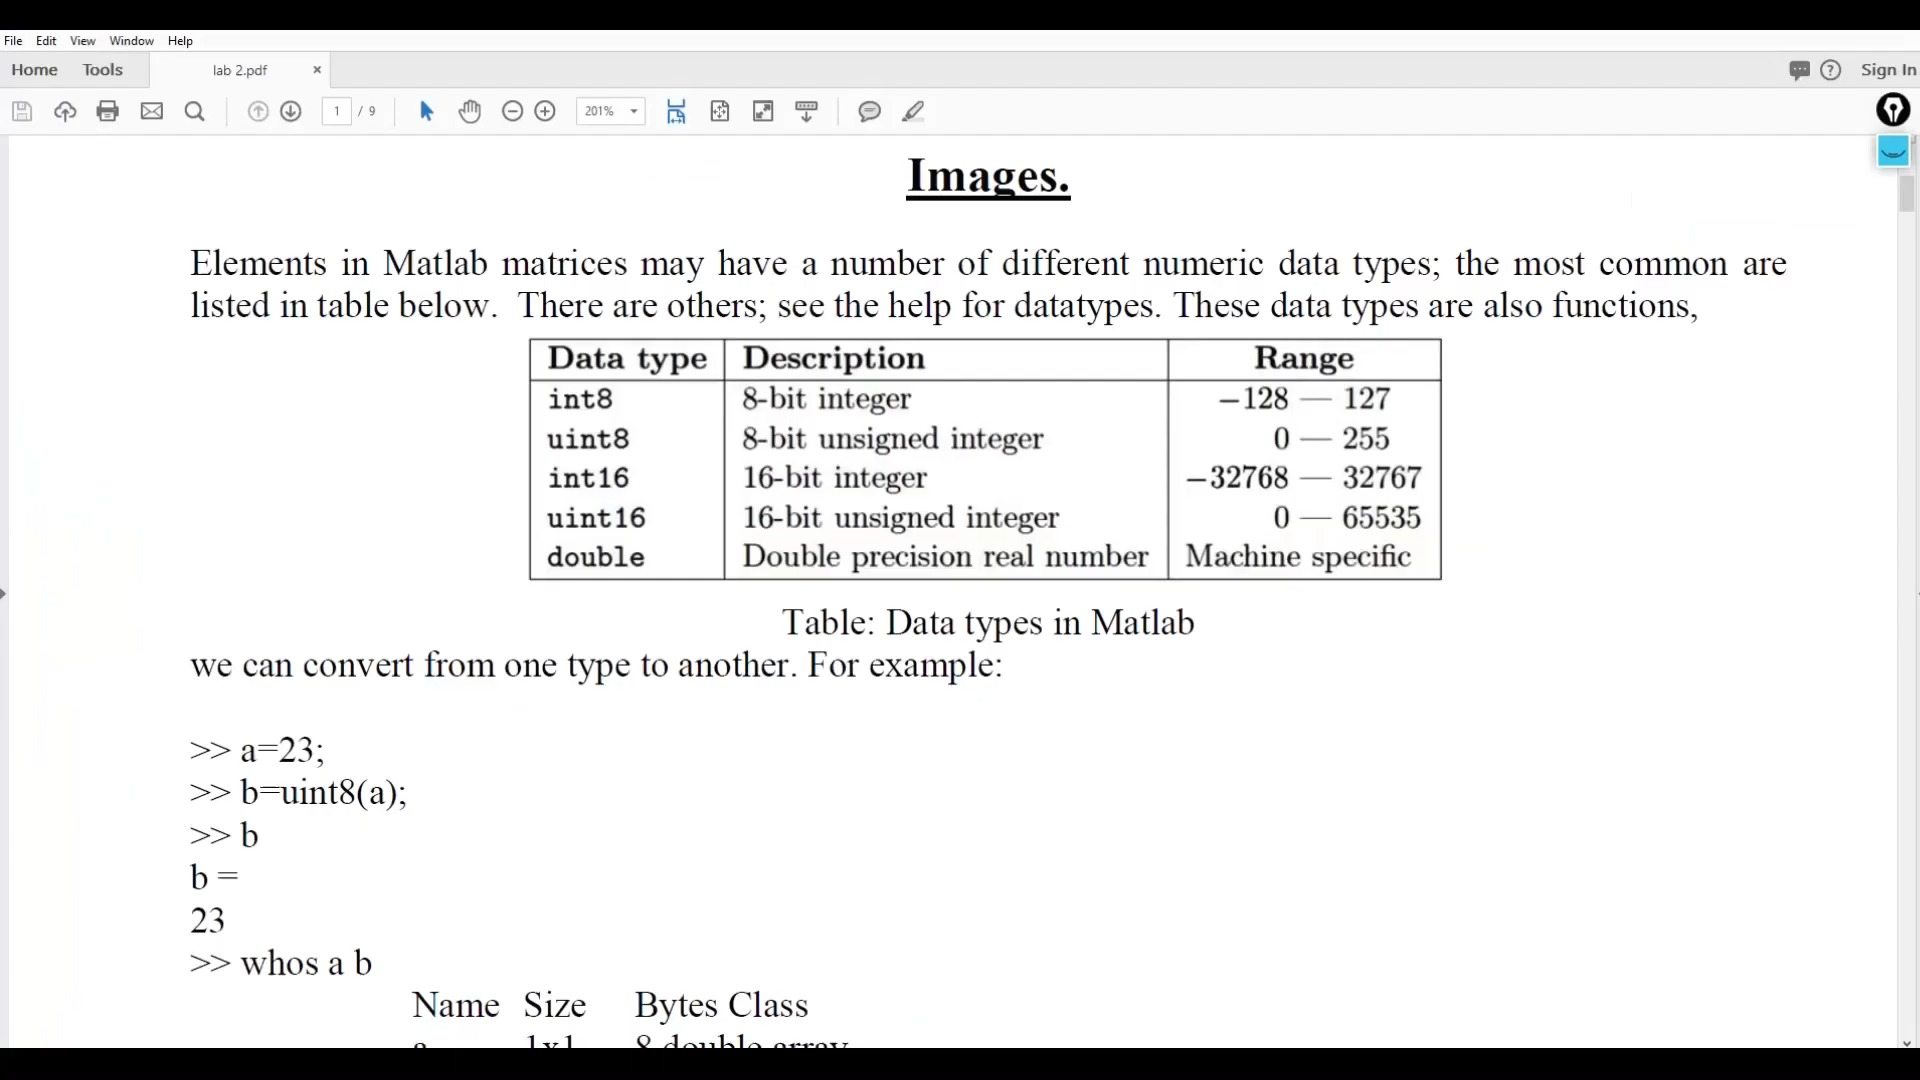 File Edit View Window Help
Home Tools lab 2.pdf × Sign In
1 / 9 201%
Images.
Elements in Matlab matrices may have a number of different numeric data types; the most common are
listed in table below. There are others; see the help for datatypes. These data types are also functions,
Data type Description Range
int8 8-bit integer −128 — 127
uint8 8-bit unsigned integer 0 — 255
int16 16-bit integer −32768 — 32767
uint16 16-bit unsigned integer 0 — 65535
double Double precision real number Machine specific
Table: Data types in Matlab
we can convert from one type to another. For example:
>> a=23;
>> b=uint8(a);
>> b
b =
23
>> whos a b
Name Size Bytes Class
a 1x1 8 double array